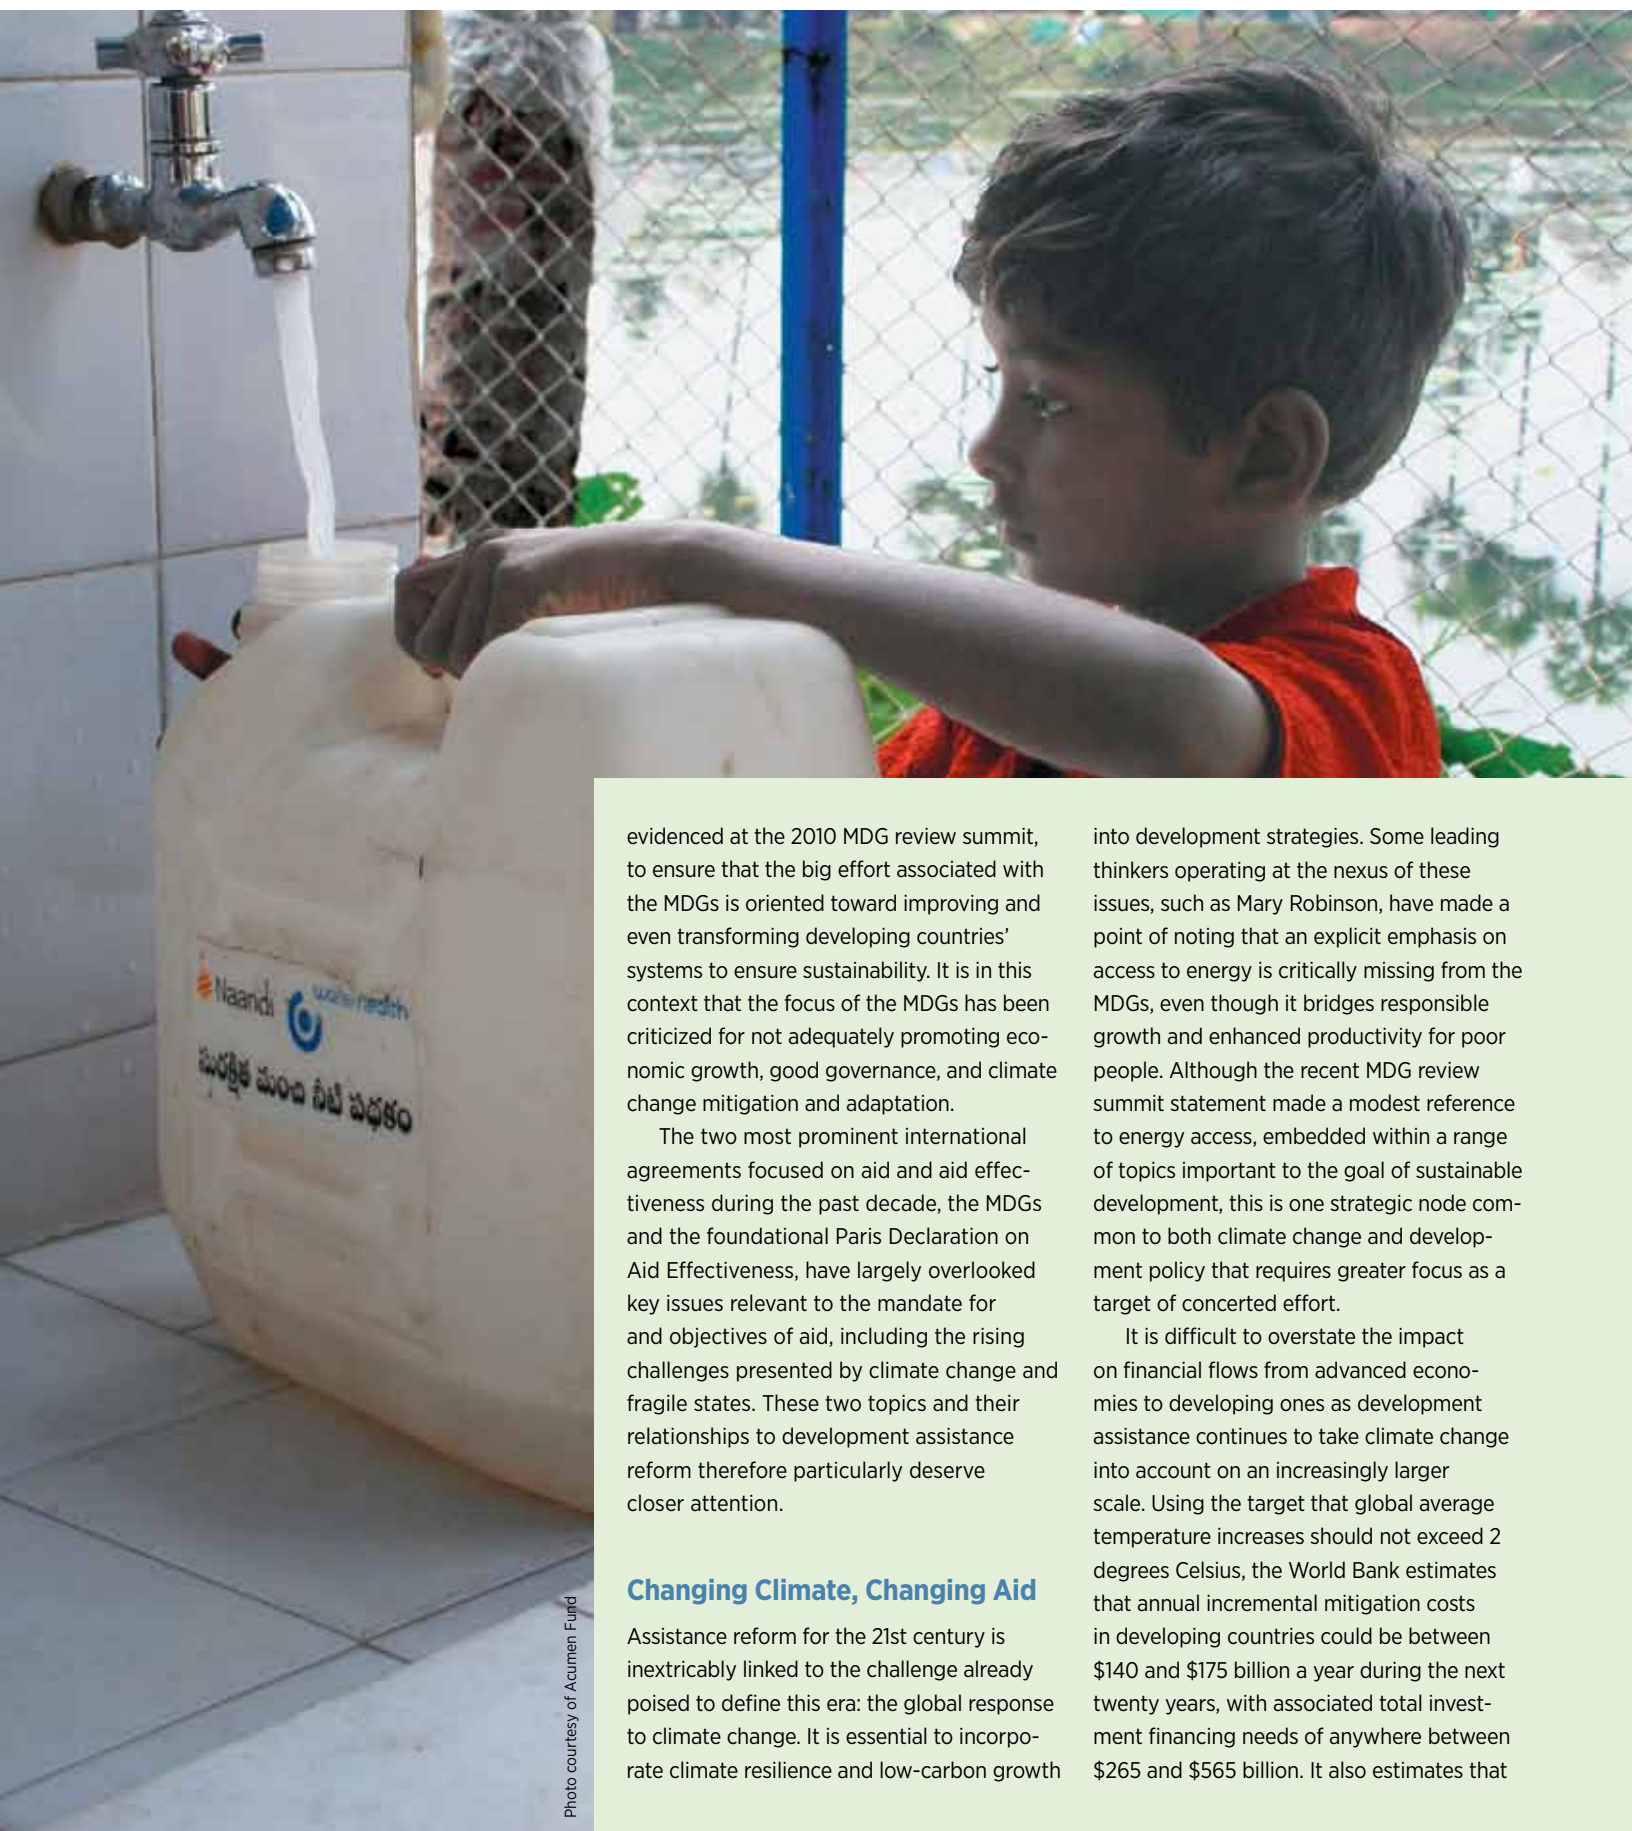 Naandi
water health
సురక్షిత మంచి నీటి పథకం
Photo courtesy of Acumen Fund
evidenced at the 2010 MDG review summit,
to ensure that the big effort associated with
the MDGs is oriented toward improving and
even transforming developing countries’
systems to ensure sustainability. It is in this
context that the focus of the MDGs has been
criticized for not adequately promoting eco-
nomic growth, good governance, and climate
change mitigation and adaptation.
The two most prominent international
agreements focused on aid and aid effec-
tiveness during the past decade, the MDGs
and the foundational Paris Declaration on
Aid Effectiveness, have largely overlooked
key issues relevant to the mandate for
and objectives of aid, including the rising
challenges presented by climate change and
fragile states. These two topics and their
relationships to development assistance
reform therefore particularly deserve
closer attention.
Changing Climate, Changing Aid
Assistance reform for the 21st century is
inextricably linked to the challenge already
poised to define this era: the global response
to climate change. It is essential to incorpo-
rate climate resilience and low-carbon growth
into development strategies. Some leading
thinkers operating at the nexus of these
issues, such as Mary Robinson, have made a
point of noting that an explicit emphasis on
access to energy is critically missing from the
MDGs, even though it bridges responsible
growth and enhanced productivity for poor
people. Although the recent MDG review
summit statement made a modest reference
to energy access, embedded within a range
of topics important to the goal of sustainable
development, this is one strategic node com-
mon to both climate change and develop-
ment policy that requires greater focus as a
target of concerted effort.
It is difficult to overstate the impact
on financial flows from advanced econo-
mies to developing ones as development
assistance continues to take climate change
into account on an increasingly larger
scale. Using the target that global average
temperature increases should not exceed 2
degrees Celsius, the World Bank estimates
that annual incremental mitigation costs
in developing countries could be between
$140 and $175 billion a year during the next
twenty years, with associated total invest-
ment financing needs of anywhere between
$265 and $565 billion. It also estimates that